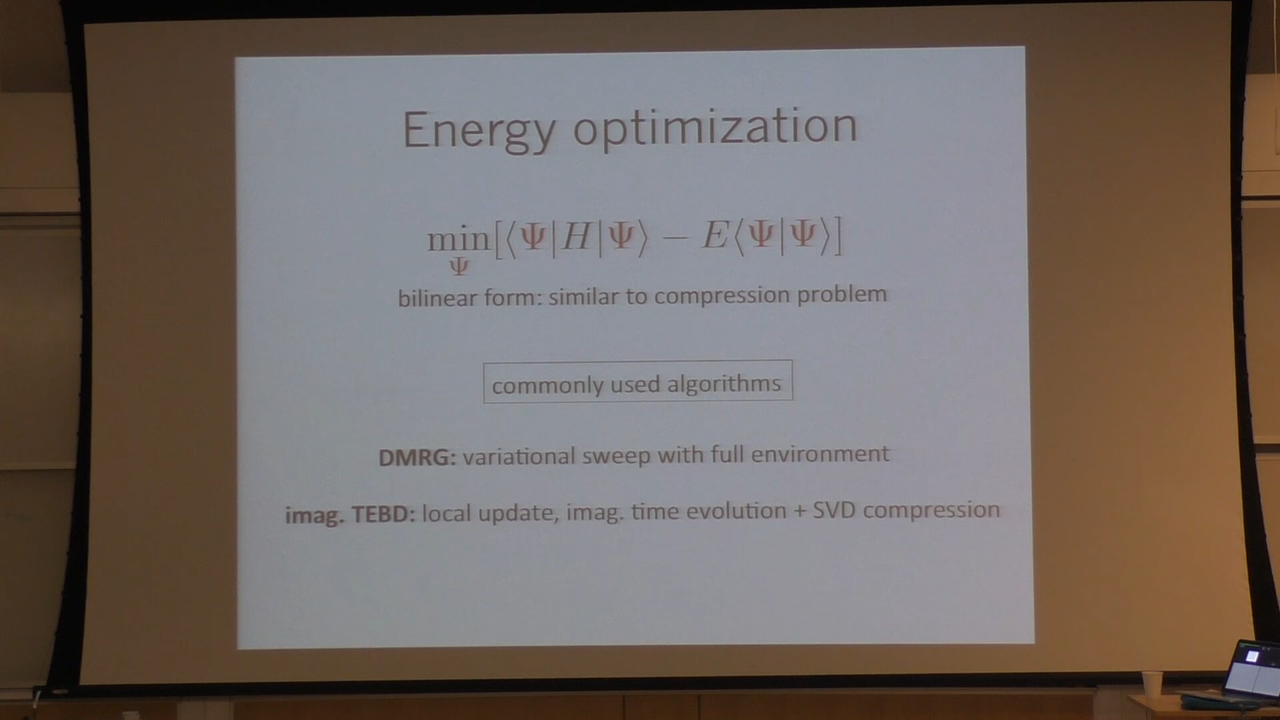 Energy optimization
min[⟨Ψ|H|Ψ⟩ − E⟨Ψ|Ψ⟩]
Ψ
bilinear form: similar to compression problem
commonly used algorithms
DMRG: variational sweep with full environment
imag. TEBD: local update, imag. time evolution + SVD compression